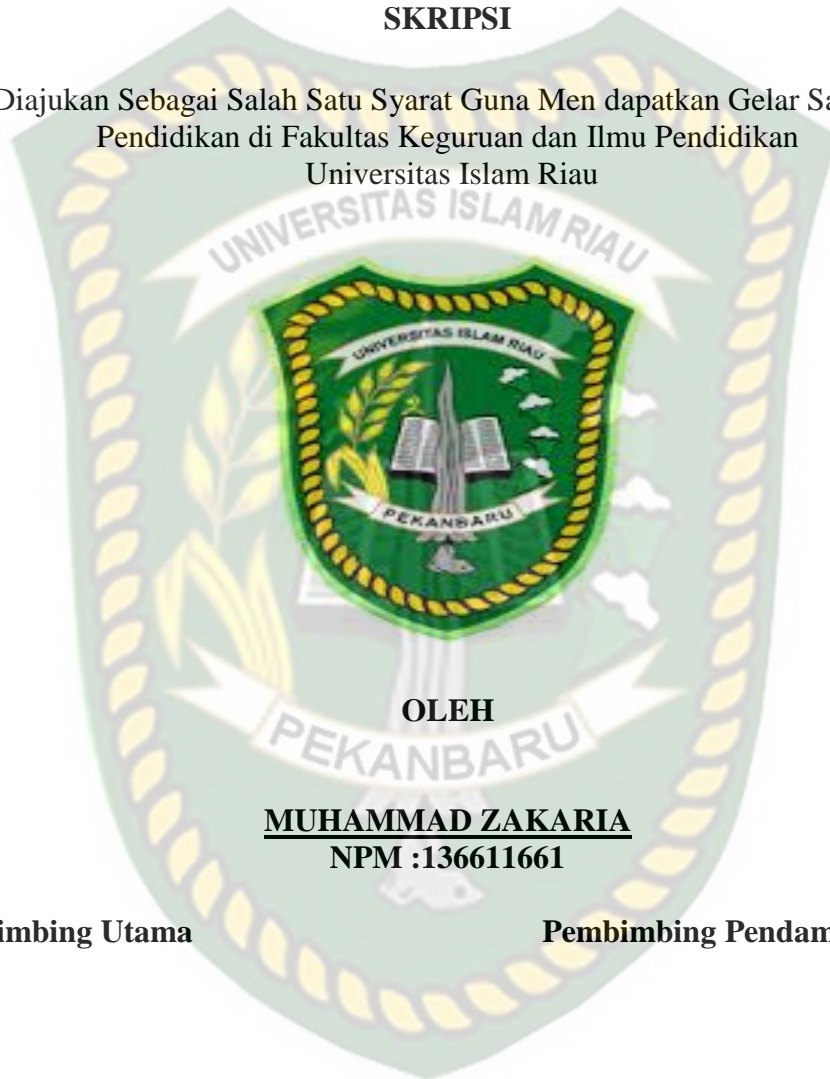 SKRIPSI
Diajukan Sebagai Salah Satu Syarat Guna Men dapatkan Gelar Sa
Pendidikan di Fakultas Keguruan dan Ilmu Pendidikan
Universitas Islam Riau
UNIVERSITAS ISLAM RIAU
UNIVERSITAS ISLAM RIAU
PEKANBARU
OLEH
PEKANBARU
MUHAMMAD ZAKARIA
NPM :136611661
imbing Utama Pembimbing Pendam